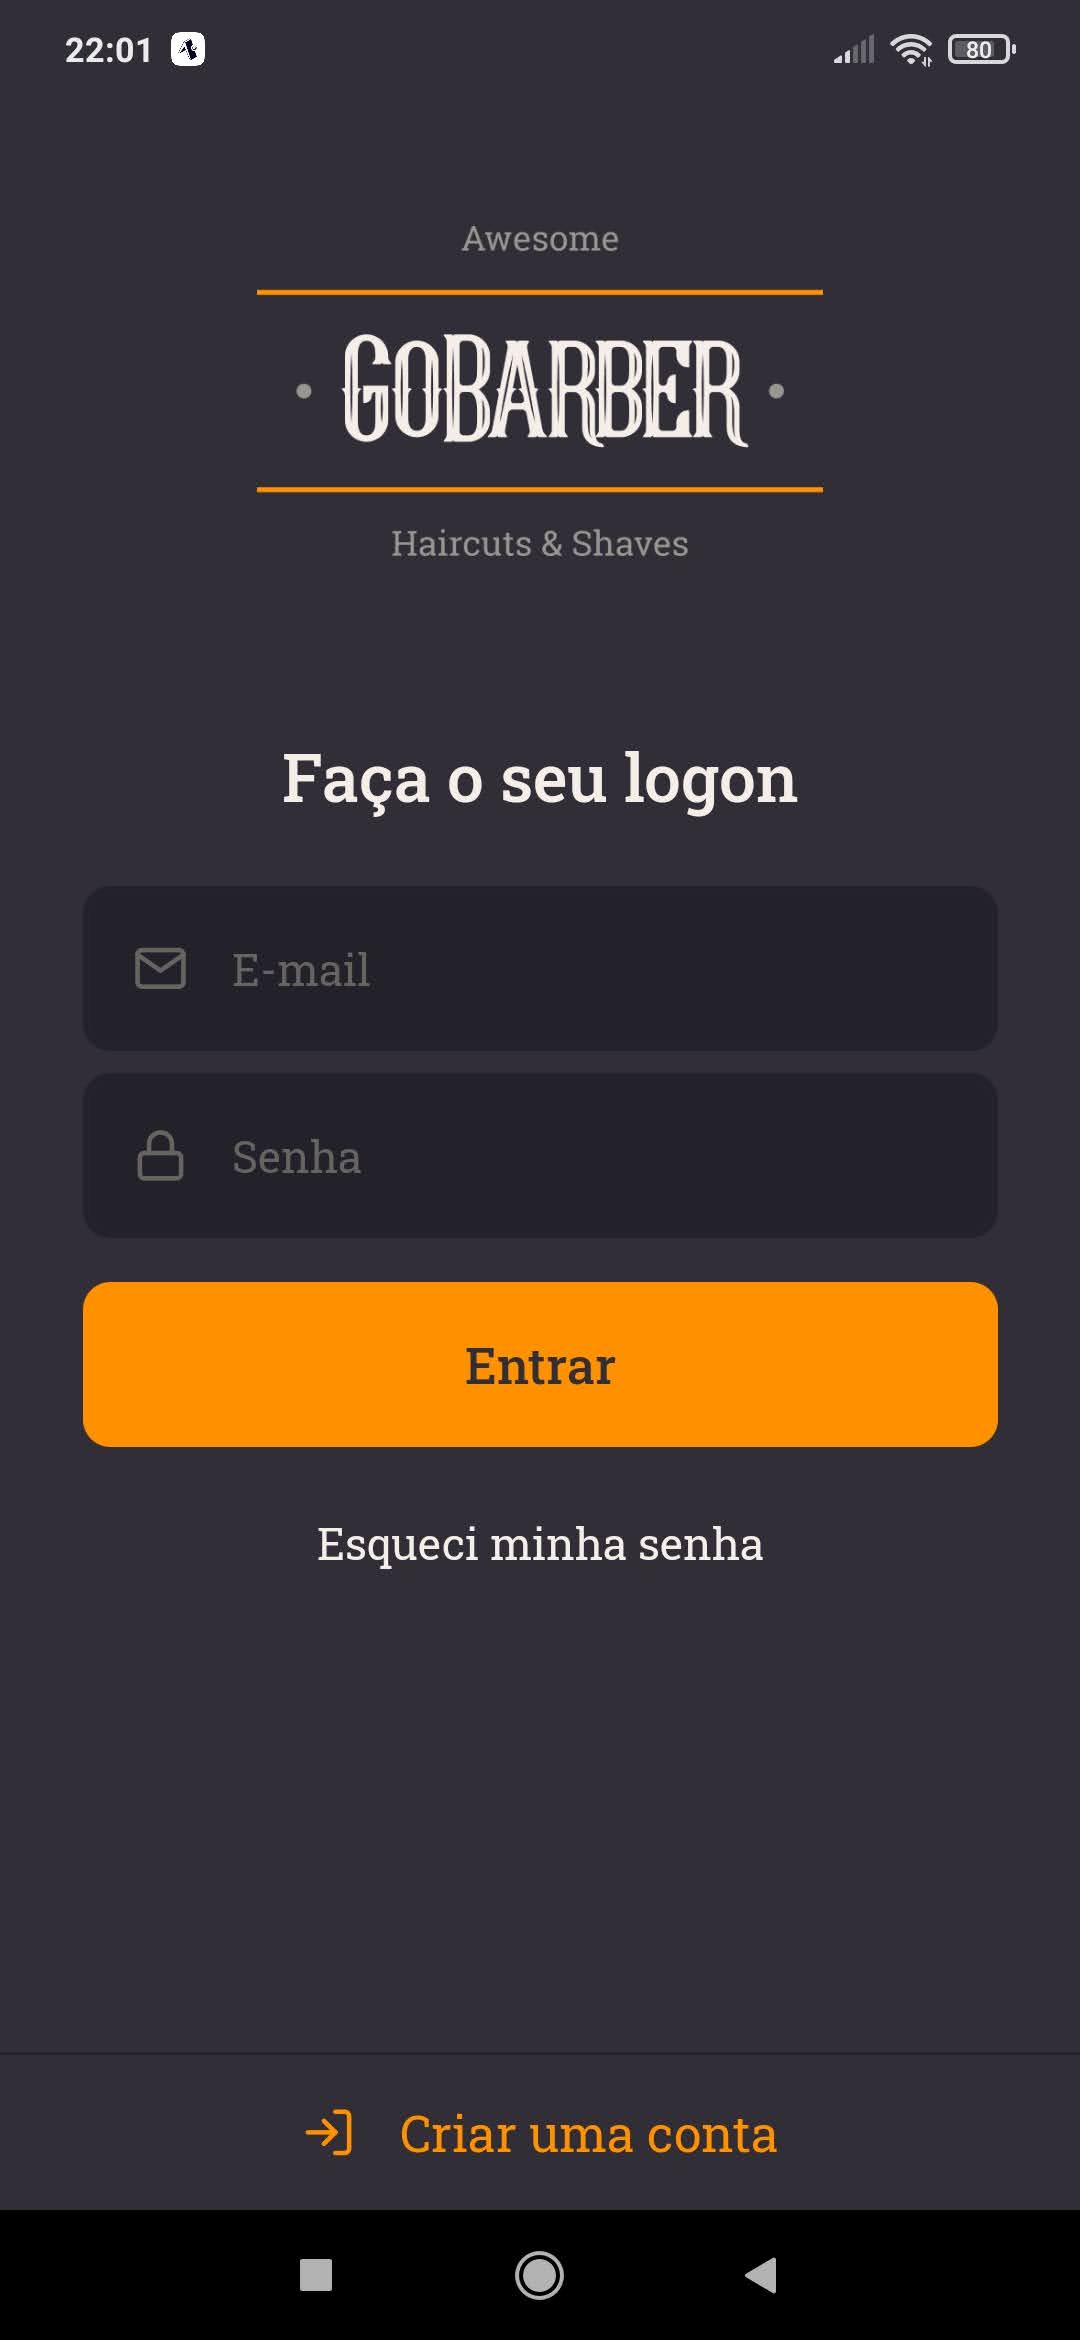 22:01
80
Awesome
GOBARBER
Haircuts & Shaves
Faça o seu logon
E-mail
Senha
Entrar
Esqueci minha senha
Criar uma conta